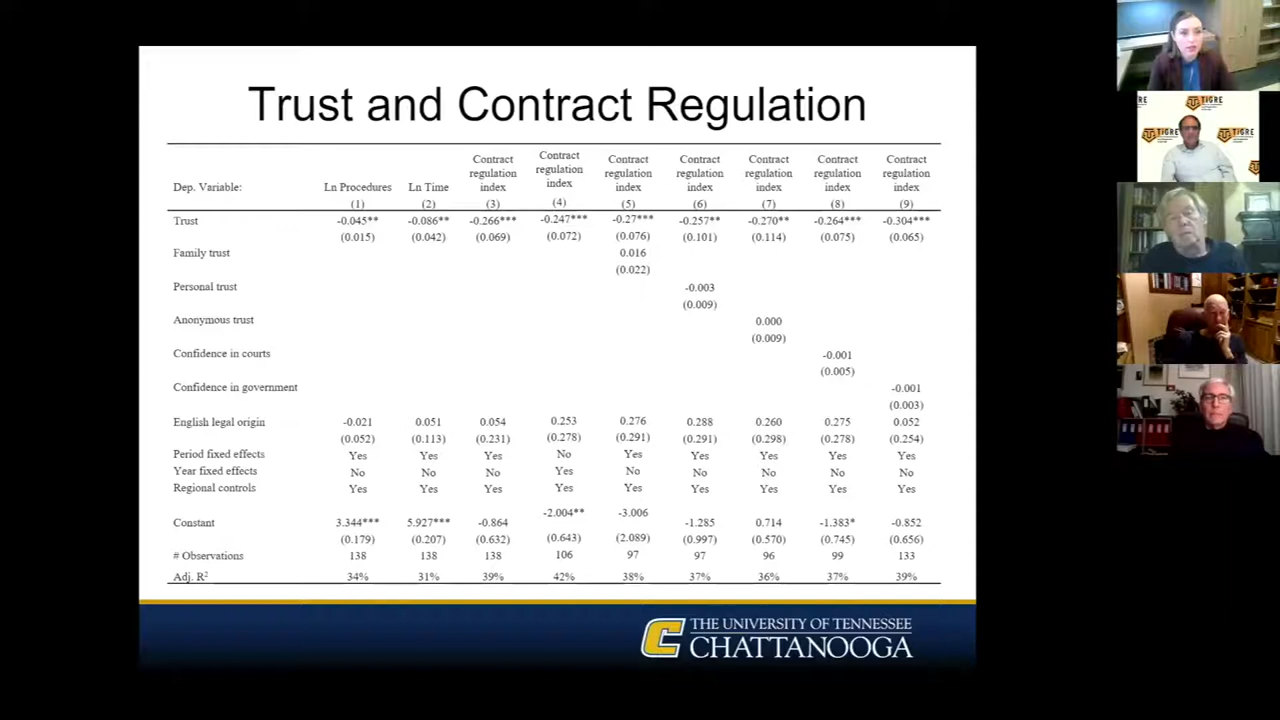 Trust and Contract Regulation
Dep. Variable: Ln Procedures Ln Time Contract regulation index Contract regulation index Contract regulation index Contract regulation index Contract regulation index Contract regulation index Contract regulation index
(1) (2) (3) (4) (5) (6) (7) (8) (9)
Trust -0.045** -0.086** -0.266*** -0.247*** -0.27*** -0.257** -0.270** -0.264*** -0.304***
(0.015) (0.042) (0.069) (0.072) (0.076) (0.101) (0.114) (0.075) (0.065)
Family trust 0.016
(0.022)
Personal trust -0.003
(0.009)
Anonymous trust 0.000
(0.009)
Confidence in courts -0.001
(0.005)
Confidence in government -0.001
(0.003)
English legal origin -0.021 0.051 0.054 0.253 0.276 0.288 0.260 0.275 0.052
(0.052) (0.113) (0.231) (0.278) (0.291) (0.291) (0.298) (0.278) (0.254)
Period fixed effects Yes Yes Yes No Yes Yes Yes Yes Yes
Year fixed effects No No No Yes No No No No No
Regional controls Yes Yes Yes Yes Yes Yes Yes Yes Yes
Constant 3.344*** 5.927*** -0.864 -2.004** -3.006 -1.285 0.714 -1.383* -0.852
(0.179) (0.207) (0.632) (0.643) (2.089) (0.997) (0.570) (0.745) (0.656)
# Observations 138 138 138 106 97 97 96 99 133
Adj. R² 34% 31% 39% 42% 38% 37% 36% 37% 39%
C THE UNIVERSITY OF TENNESSEE
CHATTANOOGA
TIGRE
TIGRE TIGRE